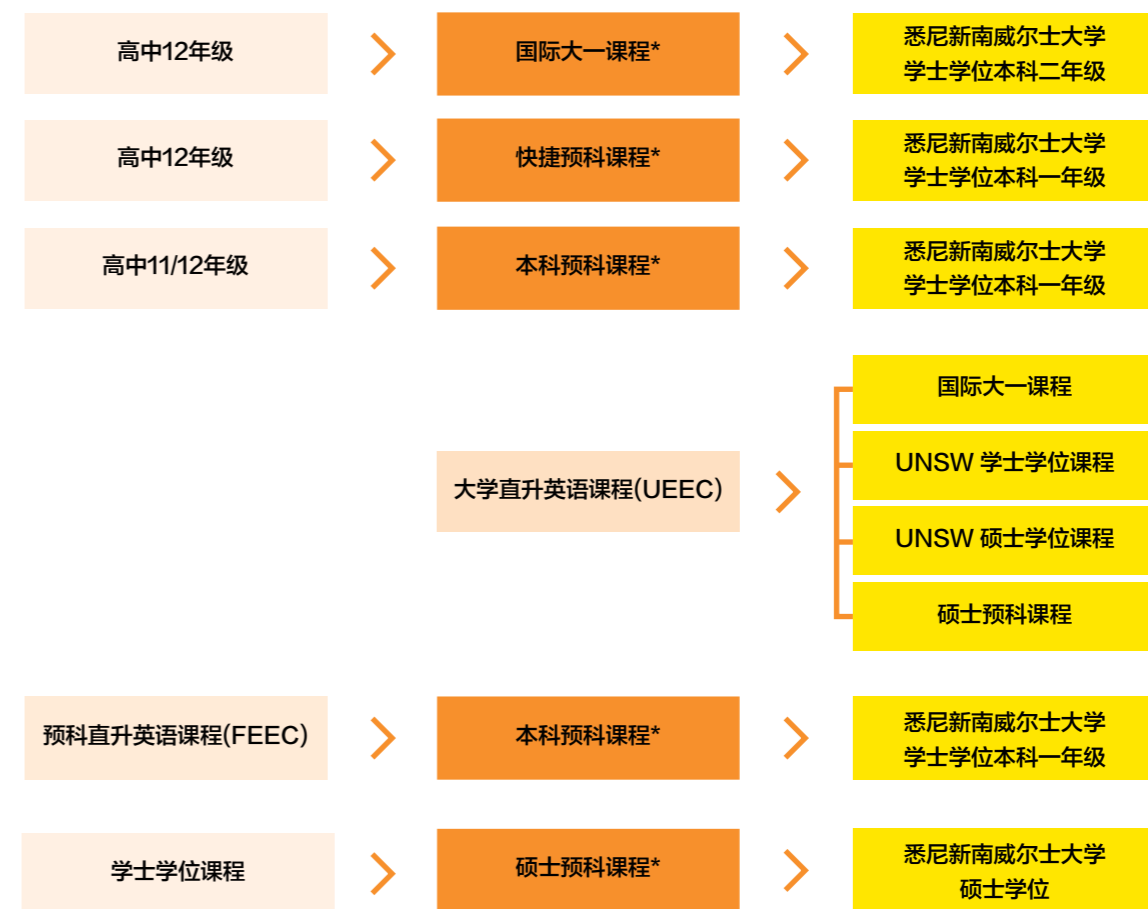 高中12年级
国际大一课程*
悉尼新南威尔士大学
学士学位本科二年级
高中12年级
快捷预科课程*
悉尼新南威尔士大学
学士学位本科一年级
高中11/12年级
本科预科课程*
悉尼新南威尔士大学
学士学位本科一年级
大学直升英语课程(UEEC)
国际大一课程
UNSW 学士学位课程
UNSW 硕士学位课程
硕士预科课程
预科直升英语课程(FEEC)
本科预科课程*
悉尼新南威尔士大学
学士学位本科一年级
学士学位课程
硕士预科课程*
悉尼新南威尔士大学
硕士学位